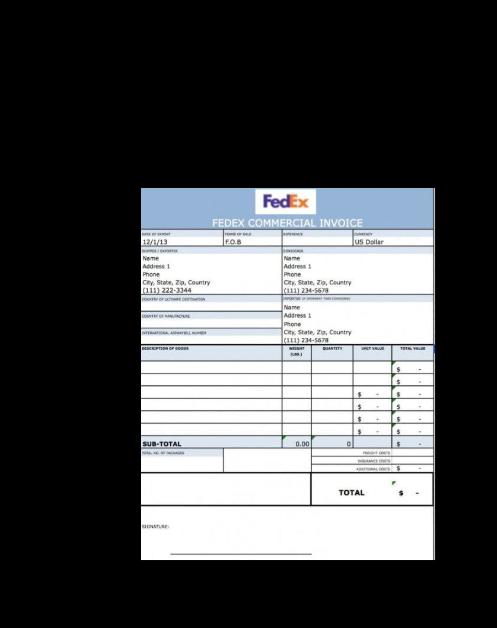 FedEx
FEDEX COMMERCIAL INVOICE
DATE OF EXPORT TERMS OF SALE REFERENCE CURRENCY
12/1/13 F.O.B US Dollar
SHIPPER / EXPORTER CONSIGNEE
Name Name
Address 1 Address 1
Phone Phone
City, State, Zip, Country City, State, Zip, Country
(111) 222-3344 (111) 234-5678
COUNTRY OF ULTIMATE DESTINATION IMPORTER (IF DIFFERENT THAN CONSIGNEE)
Name
COUNTRY OF MANUFACTURE Address 1
Phone
INTERNATIONAL AIRWAYBILL NUMBER City, State, Zip, Country
(111) 234-5678
DESCRIPTION OF GOODS WEIGHT QUANTITY UNIT VALUE TOTAL VALUE
(LBS.)
$ -
$ -
$ - $ -
$ - $ -
$ - $ -
$ - $ -
SUB-TOTAL 0.00 0 $ -
TOTAL NO. OF PACKAGES FREIGHT COSTS
INSURANCE COSTS
ADDITIONAL COSTS $ -
TOTAL $ -
SIGNATURE: